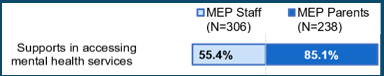 MEP Staff
(N=306)
MEP Parents
(N=238)
Supports in accessing
mental health services
55.4%
85.1%